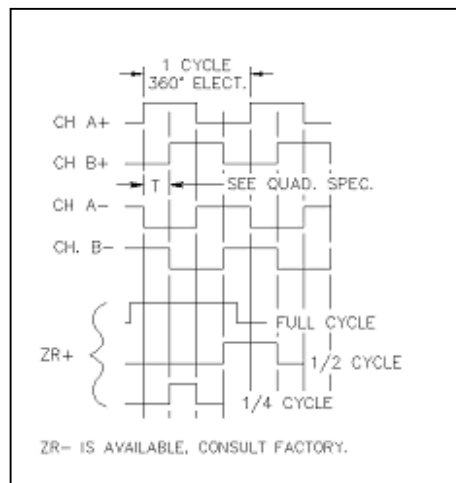 1 CYCLE
360° ELECT.
CH A+
CH B+
T
SEE QUAD. SPEC.
CH A-
CH. B-
FULL CYCLE
ZR+
1/2 CYCLE
1/4 CYCLE
ZR- IS AVAILABLE, CONSULT FACTORY.